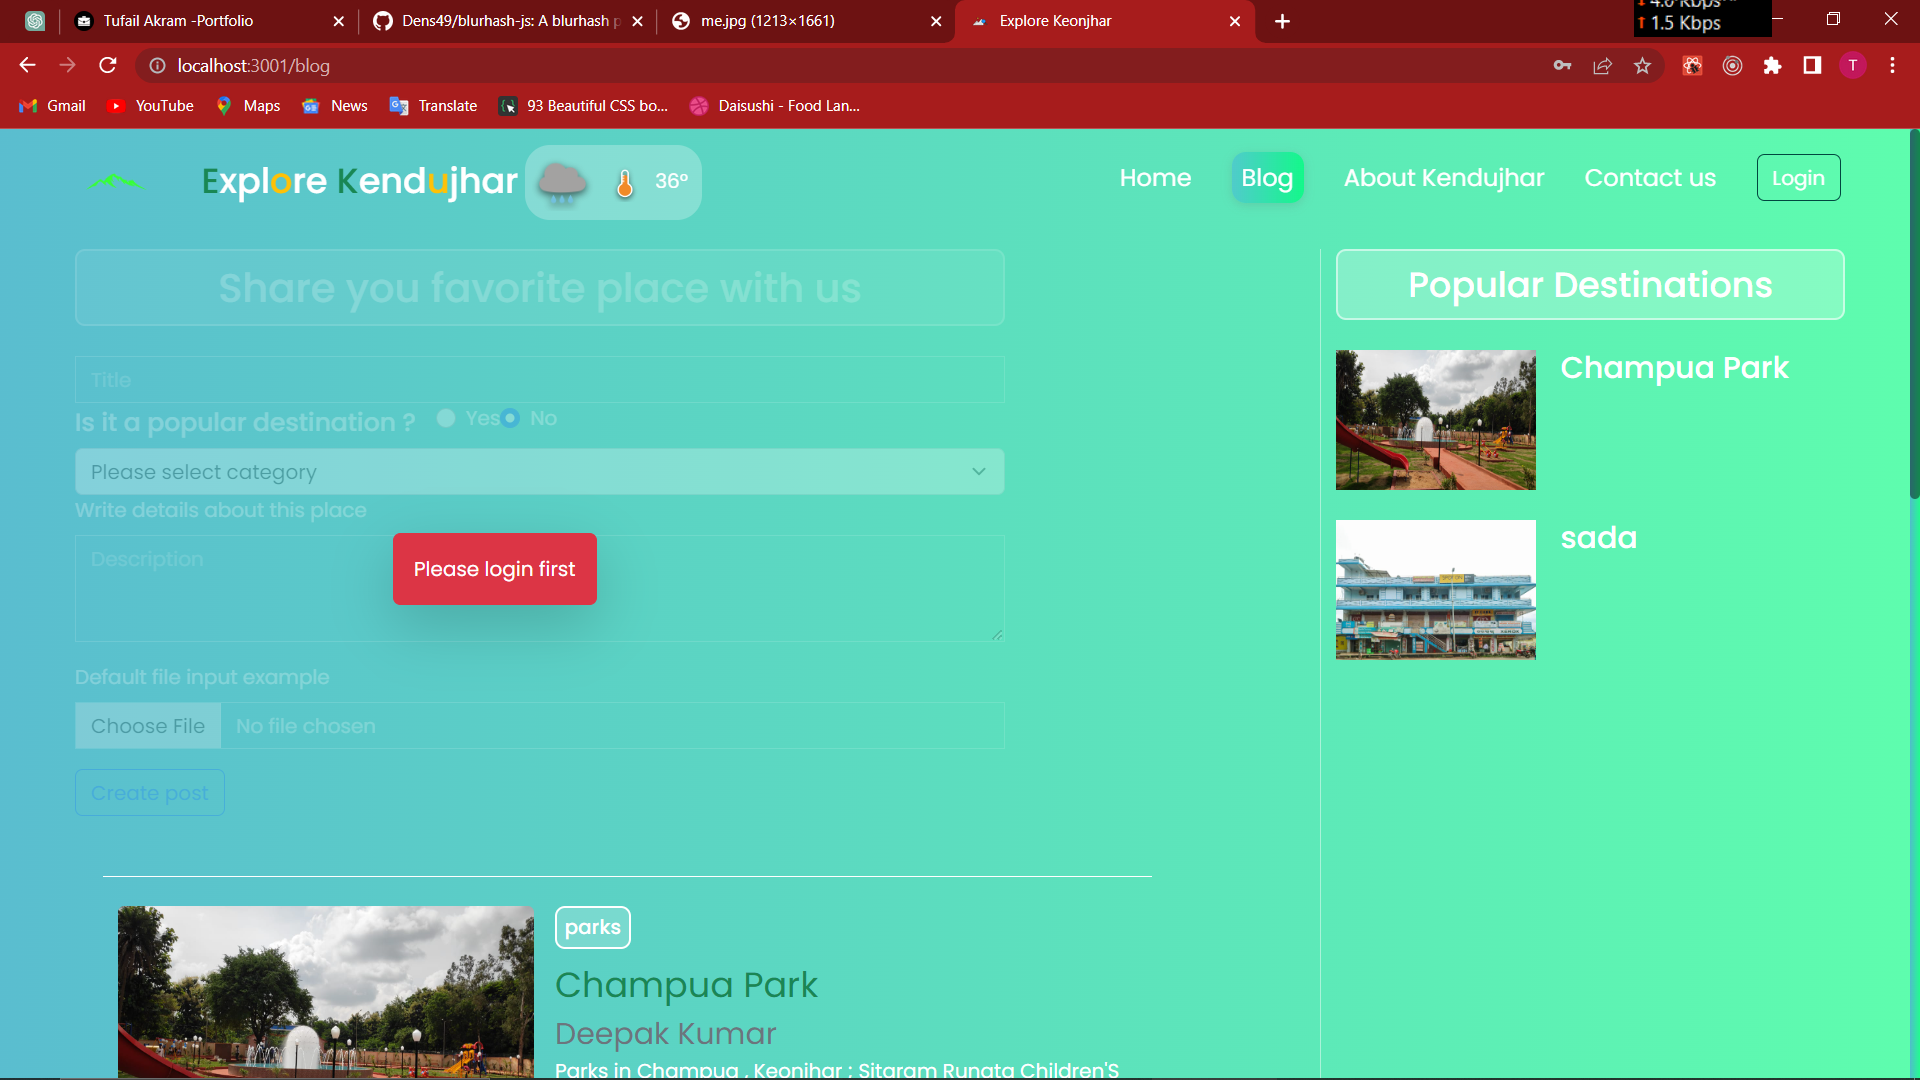 Tufail Akram -Portfolio
Dens49/blurhash-js: A blurhash p
me.jpg (1213×1661)
Explore Keonjhar
1.5 Kbps
localhost:3001/blog
T
Gmail
YouTube
Maps
News
Translate
93 Beautiful CSS bo...
Daisushi - Food Lan...
Explore Kendujhar
36°
Home
Blog
About Kendujhar
Contact us
Login
Share you favorite place with us
Title
Is it a popular destination ?
Yes
No
Please select category
Write details about this place
Description
Please login first
Default file input example
Choose File
No file chosen
Create post
Popular Destinations
Champua Park
sada
parks
Champua Park
Deepak Kumar
Parks in Champua , Keonjhar ; Sitaram Rungta Children'S